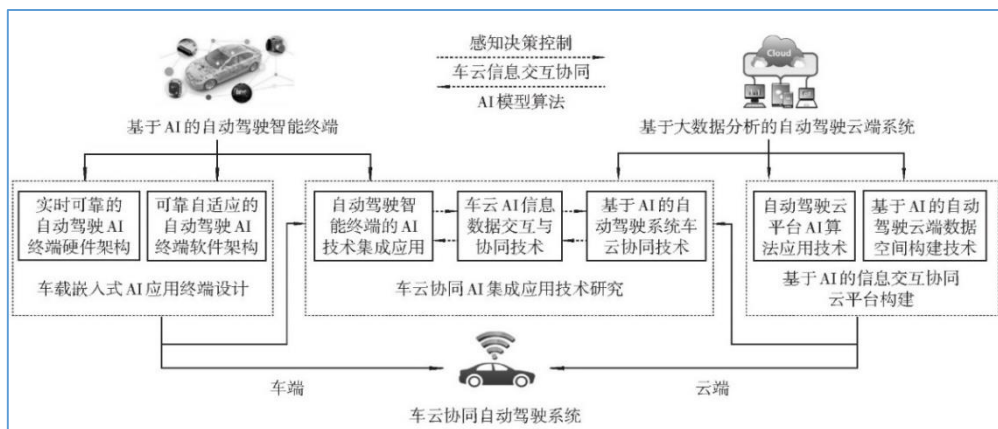 感知决策控制
车云信息交互协同
AI模型算法
Cloud
基于AI的自动驾驶智能终端
基于大数据分析的自动驾驶云端系统
实时可靠的
自动驾驶AI
终端硬件架构
可靠自适应的
自动驾驶AI
终端软件架构
车载嵌入式AI应用终端设计
自动驾驶智
能终端的AI
技术集成应用
车云AI信息
数据交互与
协同技术
基于AI的自
动驾驶系统车
云协同技术
车云协同AI集成应用技术研究
自动驾驶云
平台AI算
法应用技术
基于AI的自动
驾驶云端数据
空间构建技术
基于AI的信息交互协同
云平台构建
车端
云端
车云协同自动驾驶系统